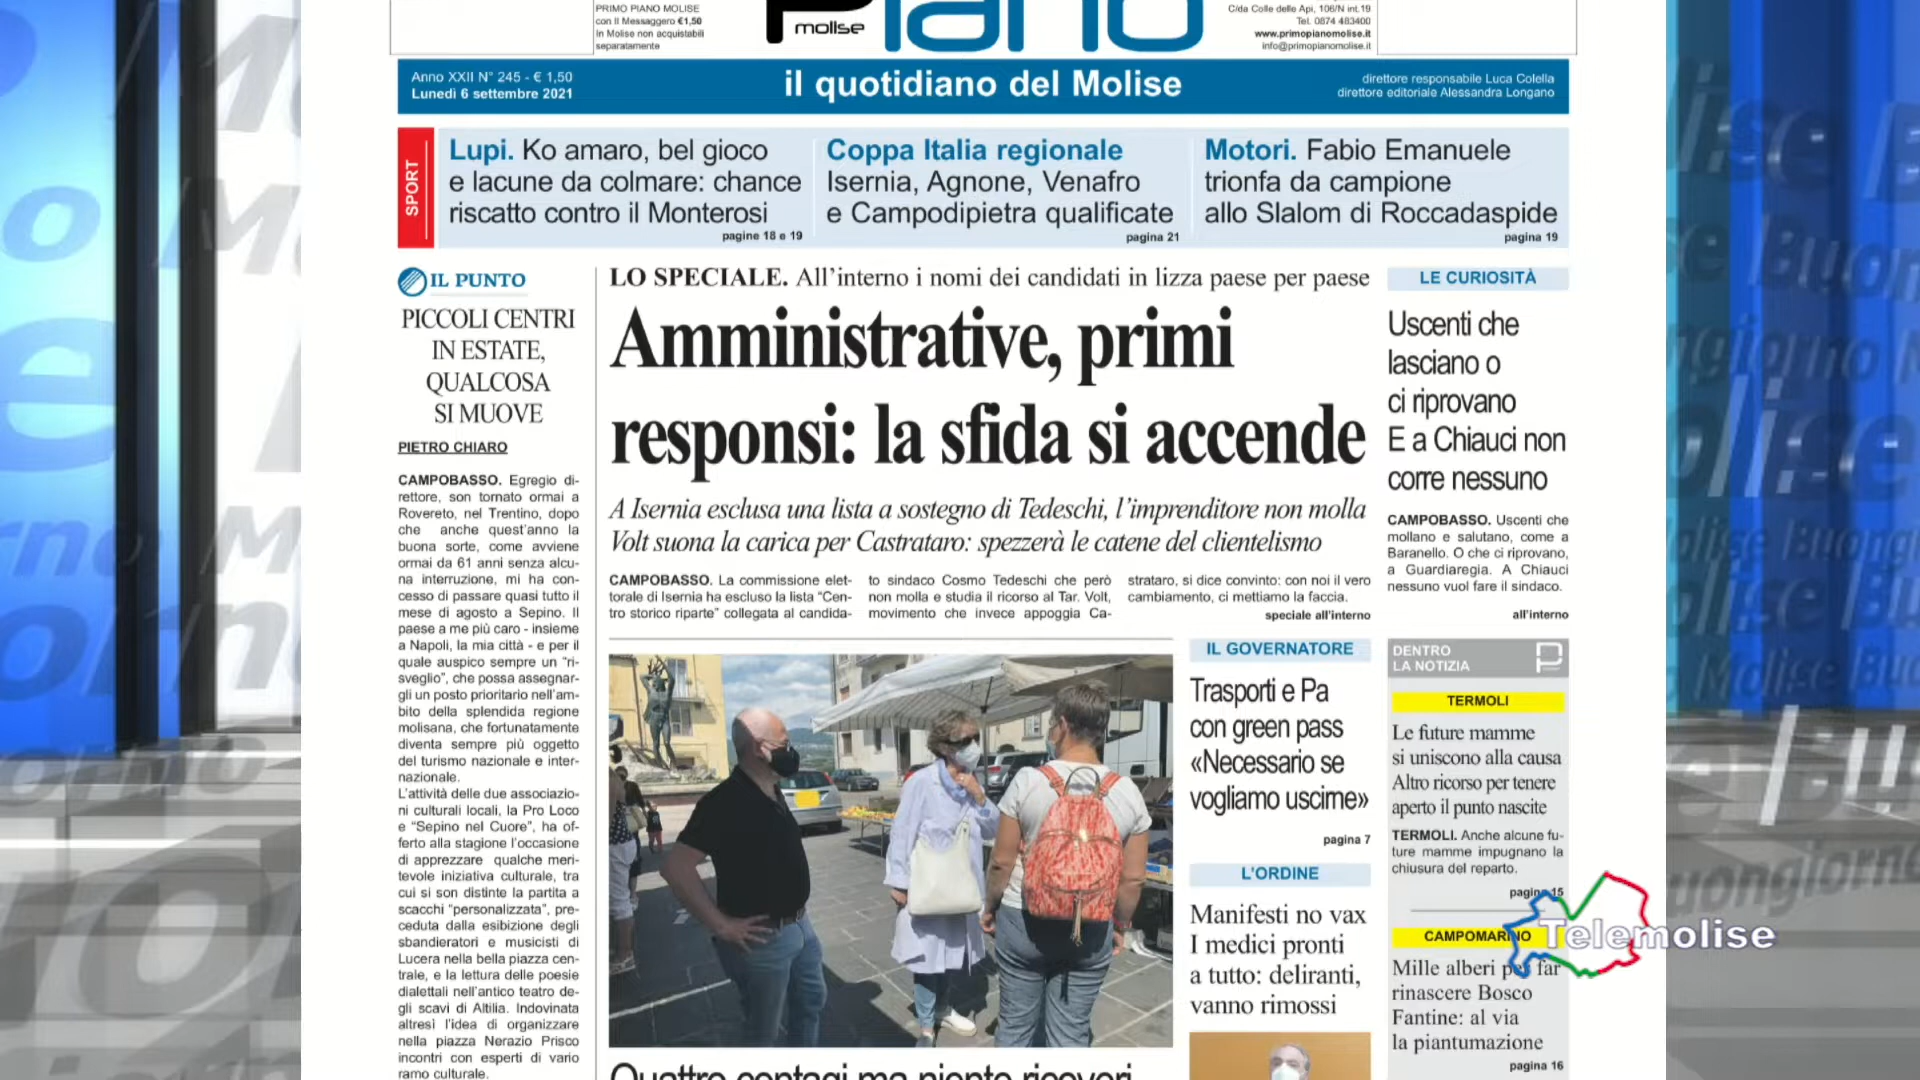 PRIMO PIANO MOLISE
con Il Messaggero €1,50
In Molise non acquistabili
separatamente
molise
Piano
C/da Colle delle Api, 106/N int.19
Tel. 0874 483400
www.primopianomolise.it
info@primopianomolise.it
Anno XXII N° 245 - € 1,50
Lunedì 6 settembre 2021
il quotidiano del Molise
direttore responsabile Luca Colella
direttore editoriale Alessandra Longano
SPORT
Lupi. Ko amaro, bel gioco
e lacune da colmare: chance
riscatto contro il Monterosi
pagine 18 e 19
Coppa Italia regionale
Isernia, Agnone, Venafro
e Campodipietra qualificate
pagina 21
Motori. Fabio Emanuele
trionfa da campione
allo Slalom di Roccadaspide
pagina 19
IL PUNTO
PICCOLI CENTRI
IN ESTATE,
QUALCOSA
SI MUOVE
PIETRO CHIARO
CAMPOBASSO. Egregio di-
rettore, son tornato ormai a
Rovereto, nel Trentino, dopo
che anche quest'anno la
buona sorte, come avviene
ormai da 61 anni senza alcu-
na interruzione, mi ha con-
cesso di passare quasi tutto il
mese di agosto a Sepino. Il
paese a me più caro - insieme
a Napoli, la mia città - e per il
quale auspico sempre un "ri-
sveglio", che possa assegnar-
gli un posto prioritario nell'am-
bito della splendida regione
molisana, che fortunatamente
diventa sempre più oggetto
del turismo nazionale e inter-
nazionale.
L'attività delle due associazio-
ni culturali locali, la Pro Loco
e "Sepino nel Cuore", ha of-
ferto alla stagione l'occasione
di apprezzare qualche meri-
tevole iniziativa culturale, tra
cui si son distinte la partita a
scacchi "personalizzata", pre-
ceduta dalla esibizione degli
sbandieratori e musicisti di
Lucera nella bella piazza cen-
trale, e la lettura delle poesie
dialettali nell'antico teatro de-
gli scavi di Altilia. Indovinata
altresì l'idea di organizzare
nella piazza Nerazio Prisco
incontri con esperti di vario
ramo culturale.
LO SPECIALE. All'interno i nomi dei candidati in lizza paese per paese
Amministrative, primi
responsi: la sfida si accende
A Isernia esclusa una lista a sostegno di Tedeschi, l'imprenditore non molla
Volt suona la carica per Castrataro: spezzerà le catene del clientelismo
CAMPOBASSO. La commissione elet-
torale di Isernia ha escluso la lista "Cen-
tro storico riparte" collegata al candida-
to sindaco Cosmo Tedeschi che però
non molla e studia il ricorso al Tar. Volt,
movimento che invece appoggia Ca-
strataro, si dice convinto: con noi il vero
cambiamento, ci mettiamo la faccia.
speciale all'interno
LE CURIOSITÀ
Uscenti che
lasciano o
ci riprovano
E a Chiauci non
corre nessuno
CAMPOBASSO. Uscenti che
mollano e salutano, come a
Baranello. O che ci riprovano,
a Guardiaregia. A Chiauci
nessuno vuol fare il sindaco.
all'interno
IL GOVERNATORE
Trasporti e Pa
con green pass
«Necessario se
vogliamo uscirne»
pagina 7
L'ORDINE
Manifesti no vax
I medici pronti
a tutto: deliranti,
vanno rimossi
DENTRO
LA NOTIZIA
TERMOLI
Le future mamme
si uniscono alla causa
Altro ricorso per tenere
aperto il punto nascite
TERMOLI. Anche alcune fu-
ture mamme impugnano la
chiusura del reparto.
pagina 15
CAMPOMARINO
Mille alberi per far
rinascere Bosco
Fantine: al via
la piantumazione
pagina 16
Telemolise
Quattro contagi ma niente ricoveri